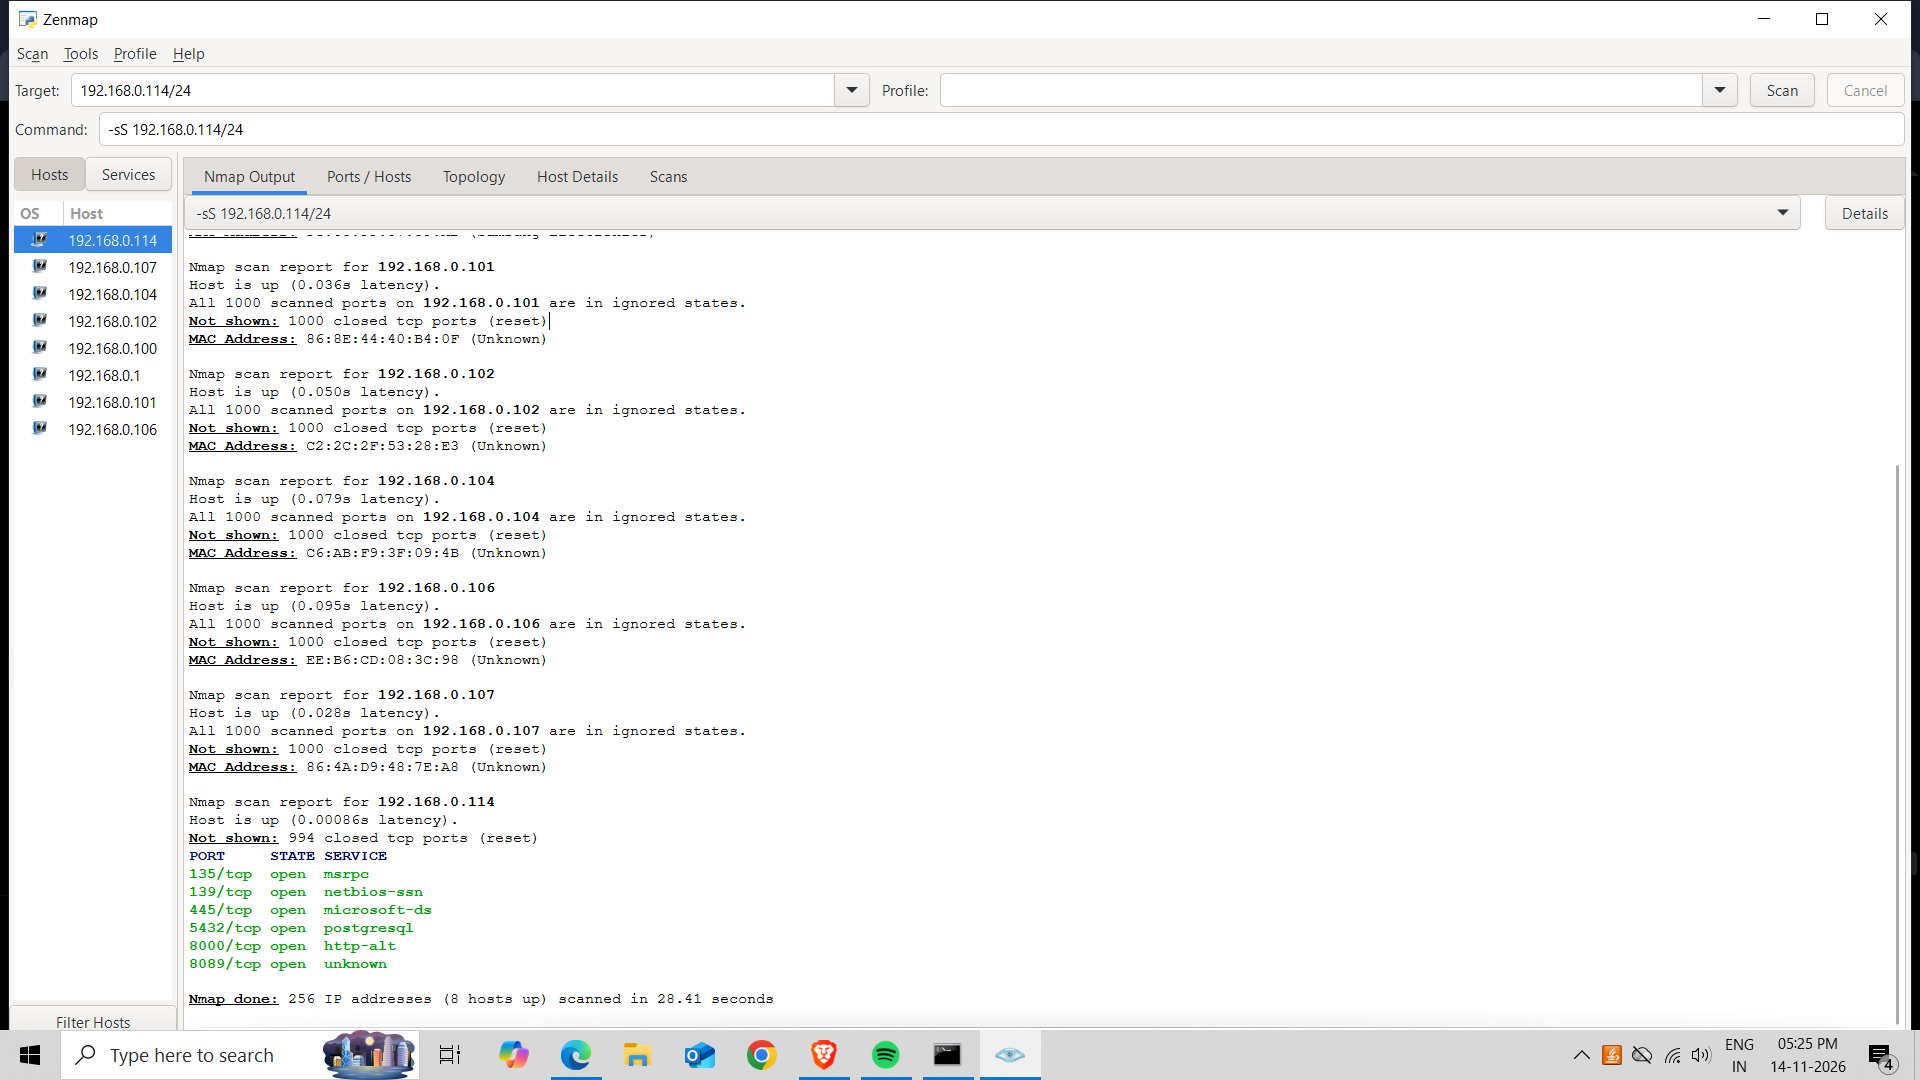 Zenmap
Scan Tools Profile Help
Target: 192.168.0.114/24 Profile: Scan Cancel
Command: -sS 192.168.0.114/24
Hosts Services
Nmap Output Ports / Hosts Topology Host Details Scans
OS Host
-sS 192.168.0.114/24 Details
192.168.0.114
192.168.0.107
192.168.0.104
192.168.0.102
192.168.0.100
192.168.0.1
192.168.0.101
192.168.0.106
Nmap scan report for 192.168.0.101
Host is up (0.036s latency).
All 1000 scanned ports on 192.168.0.101 are in ignored states.
Not shown: 1000 closed tcp ports (reset)
MAC Address: 86:8E:44:40:B4:0F (Unknown)
Nmap scan report for 192.168.0.102
Host is up (0.050s latency).
All 1000 scanned ports on 192.168.0.102 are in ignored states.
Not shown: 1000 closed tcp ports (reset)
MAC Address: C2:2C:2F:53:28:E3 (Unknown)
Nmap scan report for 192.168.0.104
Host is up (0.079s latency).
All 1000 scanned ports on 192.168.0.104 are in ignored states.
Not shown: 1000 closed tcp ports (reset)
MAC Address: C6:AB:F9:3F:09:4B (Unknown)
Nmap scan report for 192.168.0.106
Host is up (0.095s latency).
All 1000 scanned ports on 192.168.0.106 are in ignored states.
Not shown: 1000 closed tcp ports (reset)
MAC Address: EE:B6:CD:08:3C:98 (Unknown)
Nmap scan report for 192.168.0.107
Host is up (0.028s latency).
All 1000 scanned ports on 192.168.0.107 are in ignored states.
Not shown: 1000 closed tcp ports (reset)
MAC Address: 86:4A:D9:48:7E:A8 (Unknown)
Nmap scan report for 192.168.0.114
Host is up (0.00086s latency).
Not shown: 994 closed tcp ports (reset)
PORT STATE SERVICE
135/tcp open msrpc
139/tcp open netbios-ssn
445/tcp open microsoft-ds
5432/tcp open postgresql
8000/tcp open http-alt
8089/tcp open unknown
Nmap done: 256 IP addresses (8 hosts up) scanned in 28.41 seconds
Filter Hosts
Type here to search
ENG
IN
05:25 PM
14-11-2026
4